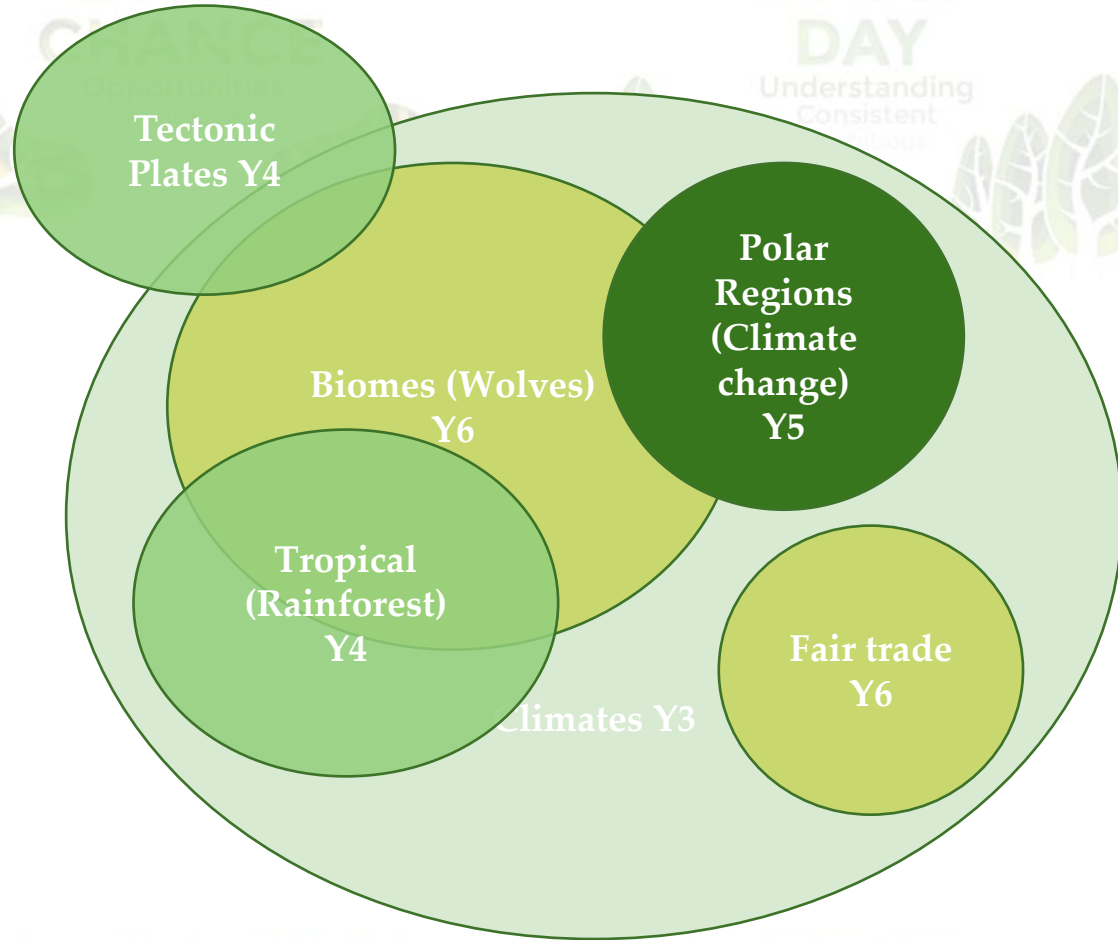 CHANCE
Opportunities
DAY
Understanding
Consistent
Tectonic
Plates Y4
Polar
Regions
(Climate
change)
Y5
Biomes (Wolves)
Y6
Tropical
(Rainforest)
Y4
Fair trade
Y6
Climates Y3